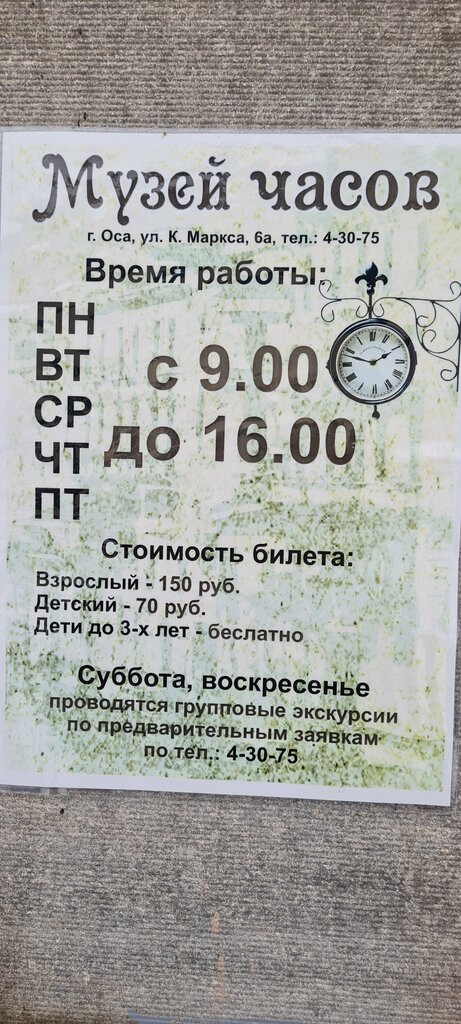 Музей часов
г. Оса, ул. К. Маркса, 6а, тел.: 4-30-75
Время работы:
ПН
ВТ
СР
ЧТ
ПТ
с 9.00
до 16.00
Стоимость билета:
Взрослый - 150 руб.
Детский - 70 руб.
Дети до 3-х лет - беслатно
Суббота, воскресенье
проводятся групповые экскурсии
по предварительным заявкам
по тел.: 4-30-75